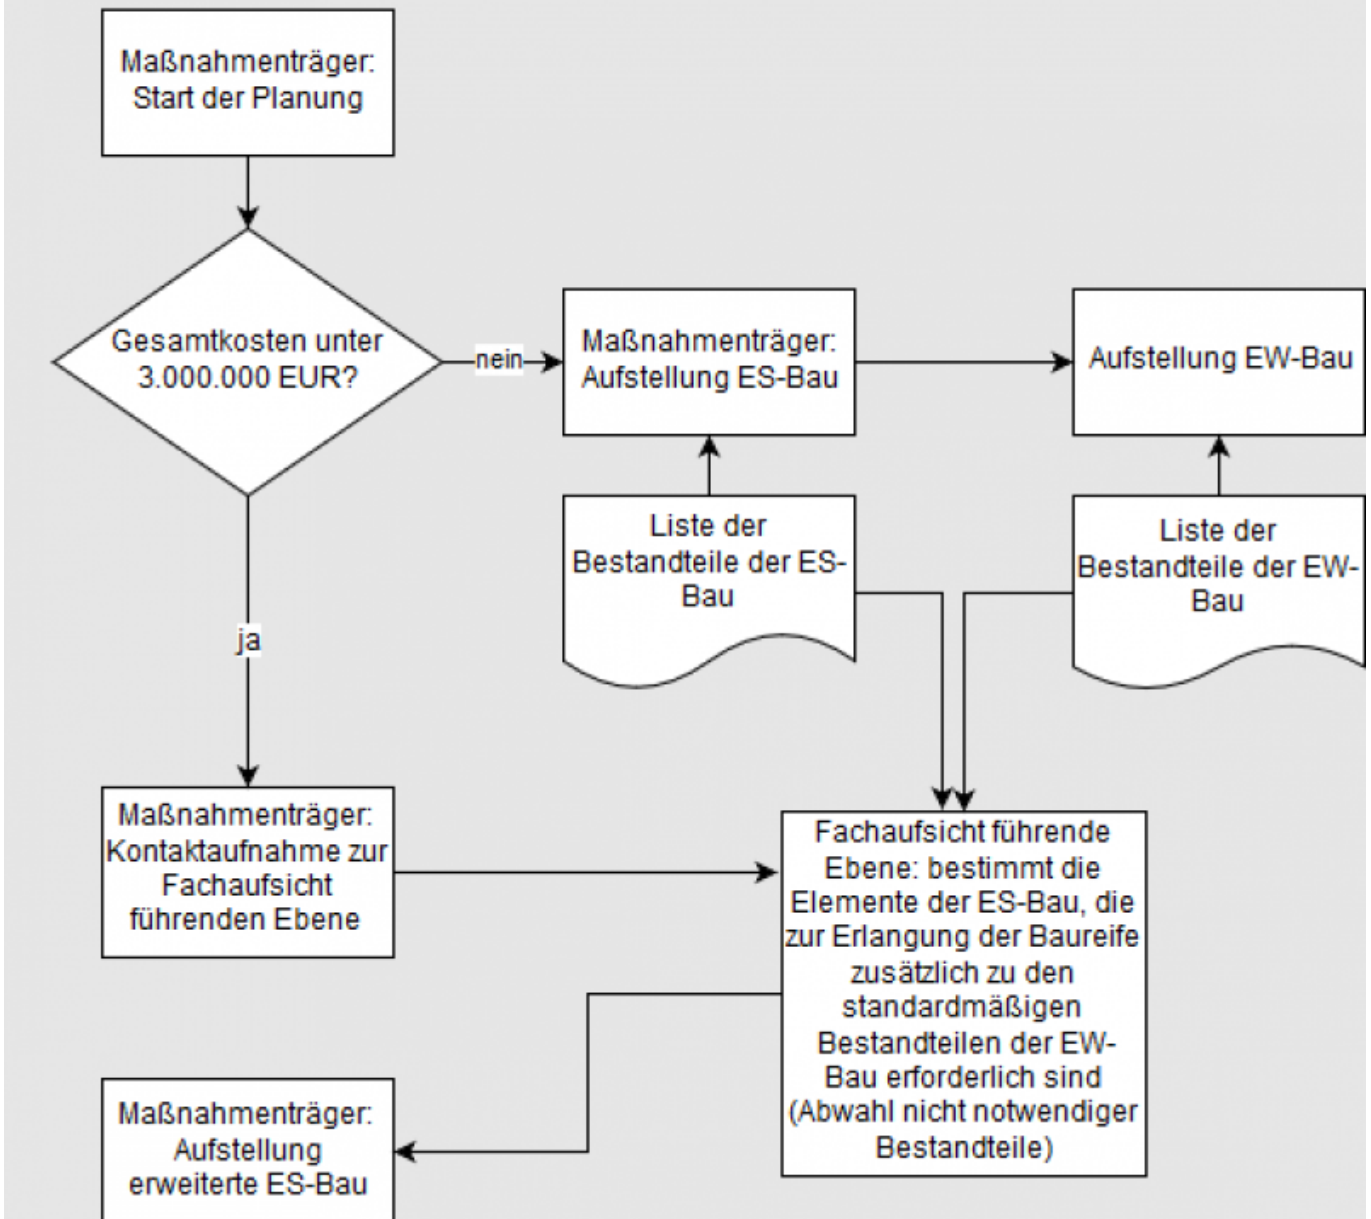 Maßnahmenträger:
Start der Planung
Gesamtkosten unter
3.000.000 EUR?
nein
Maßnahmenträger:
Aufstellung ES-Bau
Aufstellung EW-Bau
Liste der
Bestandteile der ES-
Bau
Liste der
Bestandteile der EW-
Bau
ja
Maßnahmenträger:
Kontaktaufnahme zur
Fachaufsicht
führenden Ebene
Fachaufsicht führende
Ebene: bestimmt die
Elemente der ES-Bau, die
zur Erlangung der Baureife
zusätzlich zu den
standardmäßigen
Bestandteilen der EW-
Bau erforderlich sind
(Abwahl nicht notwendiger
Bestandteile)
Maßnahmenträger:
Aufstellung
erweiterte ES-Bau